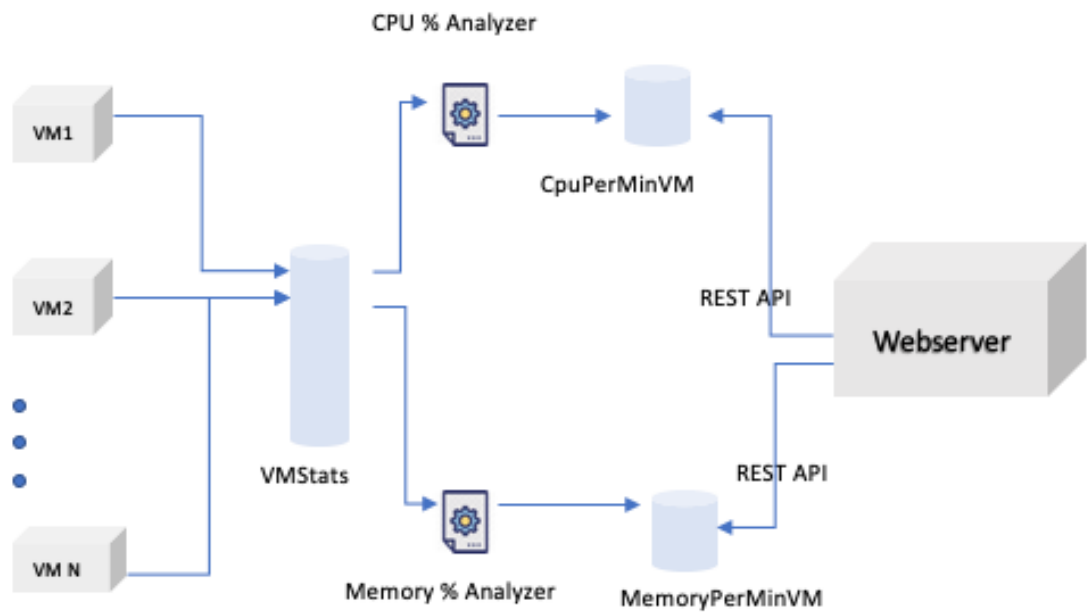 CPU % Analyzer
VM1
CpuPerMinVM
VM2
REST API
Webserver
VMStats
REST API
VM N
Memory % Analyzer
MemoryPerMinVM